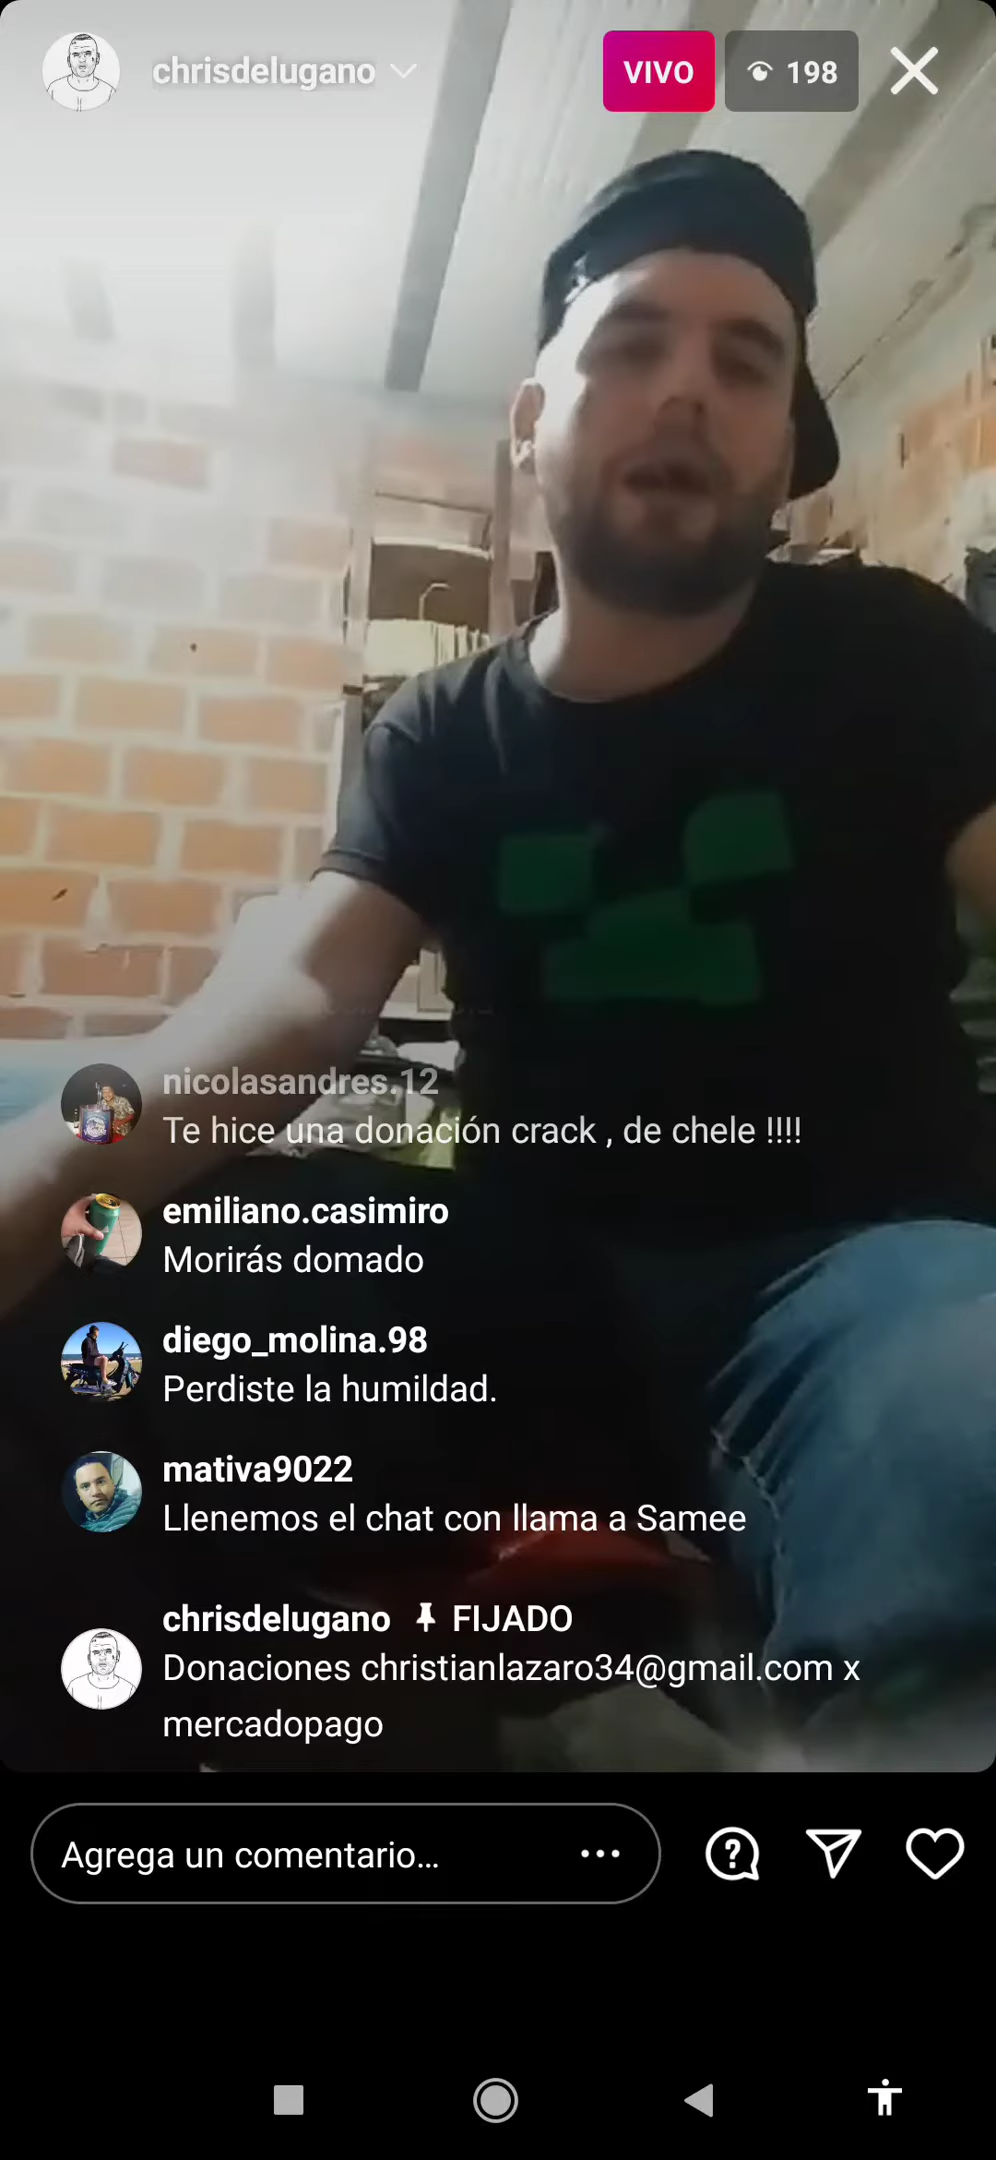 chrisdelugano
VIVO
198
nicolasandres.12
Te hice una donación crack , de chele !!!!
emiliano.casimiro
Morirás domado
diego_molina.98
Perdiste la humildad.
mativa9022
Llenemos el chat con llama a Samee
chrisdelugano FIJADO
Donaciones christianlazaro34@gmail.com x
mercadopago
Agrega un comentario...